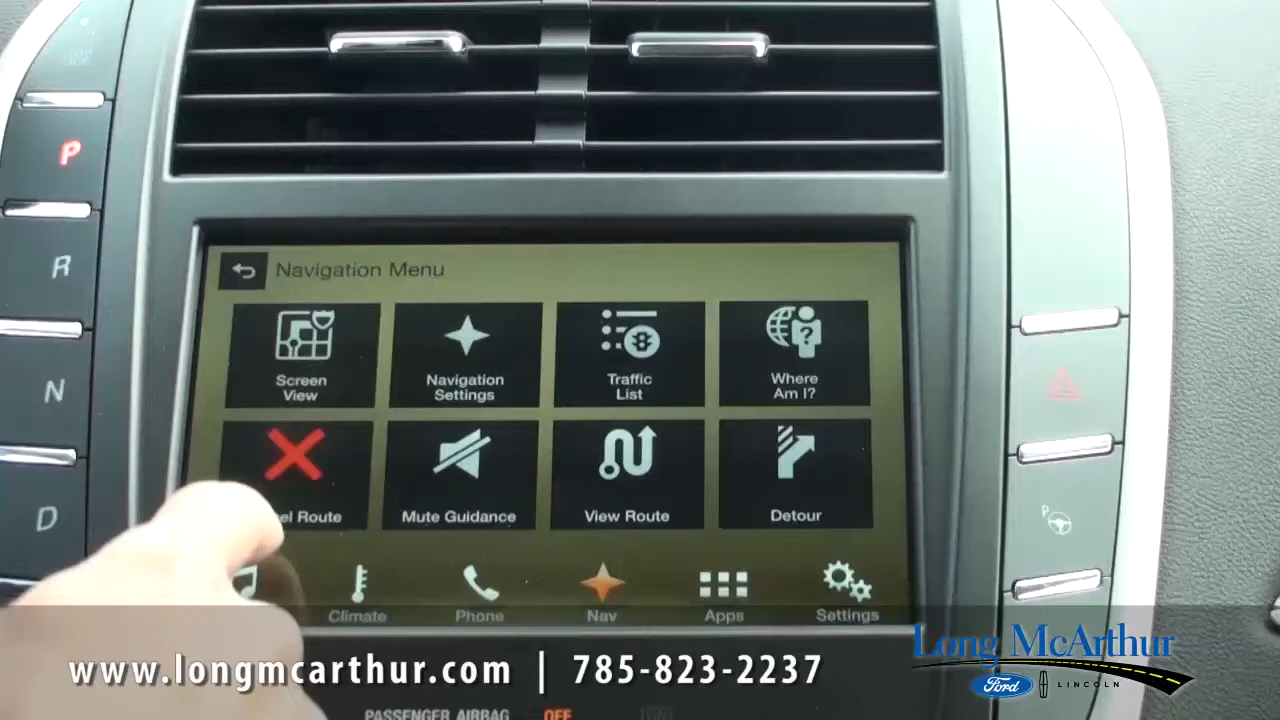 P
R
N
D
Navigation Menu
Screen View
Navigation Settings
Traffic List
Where Am I?
?
el Route
Mute Guidance
View Route
Detour
Climate
Phone
Nav
Apps
Settings
P
www.longmcarthur.com | 785-823-2237
Long McArthur
Ford LINCOLN
PASSENGER AIRBAG OFF